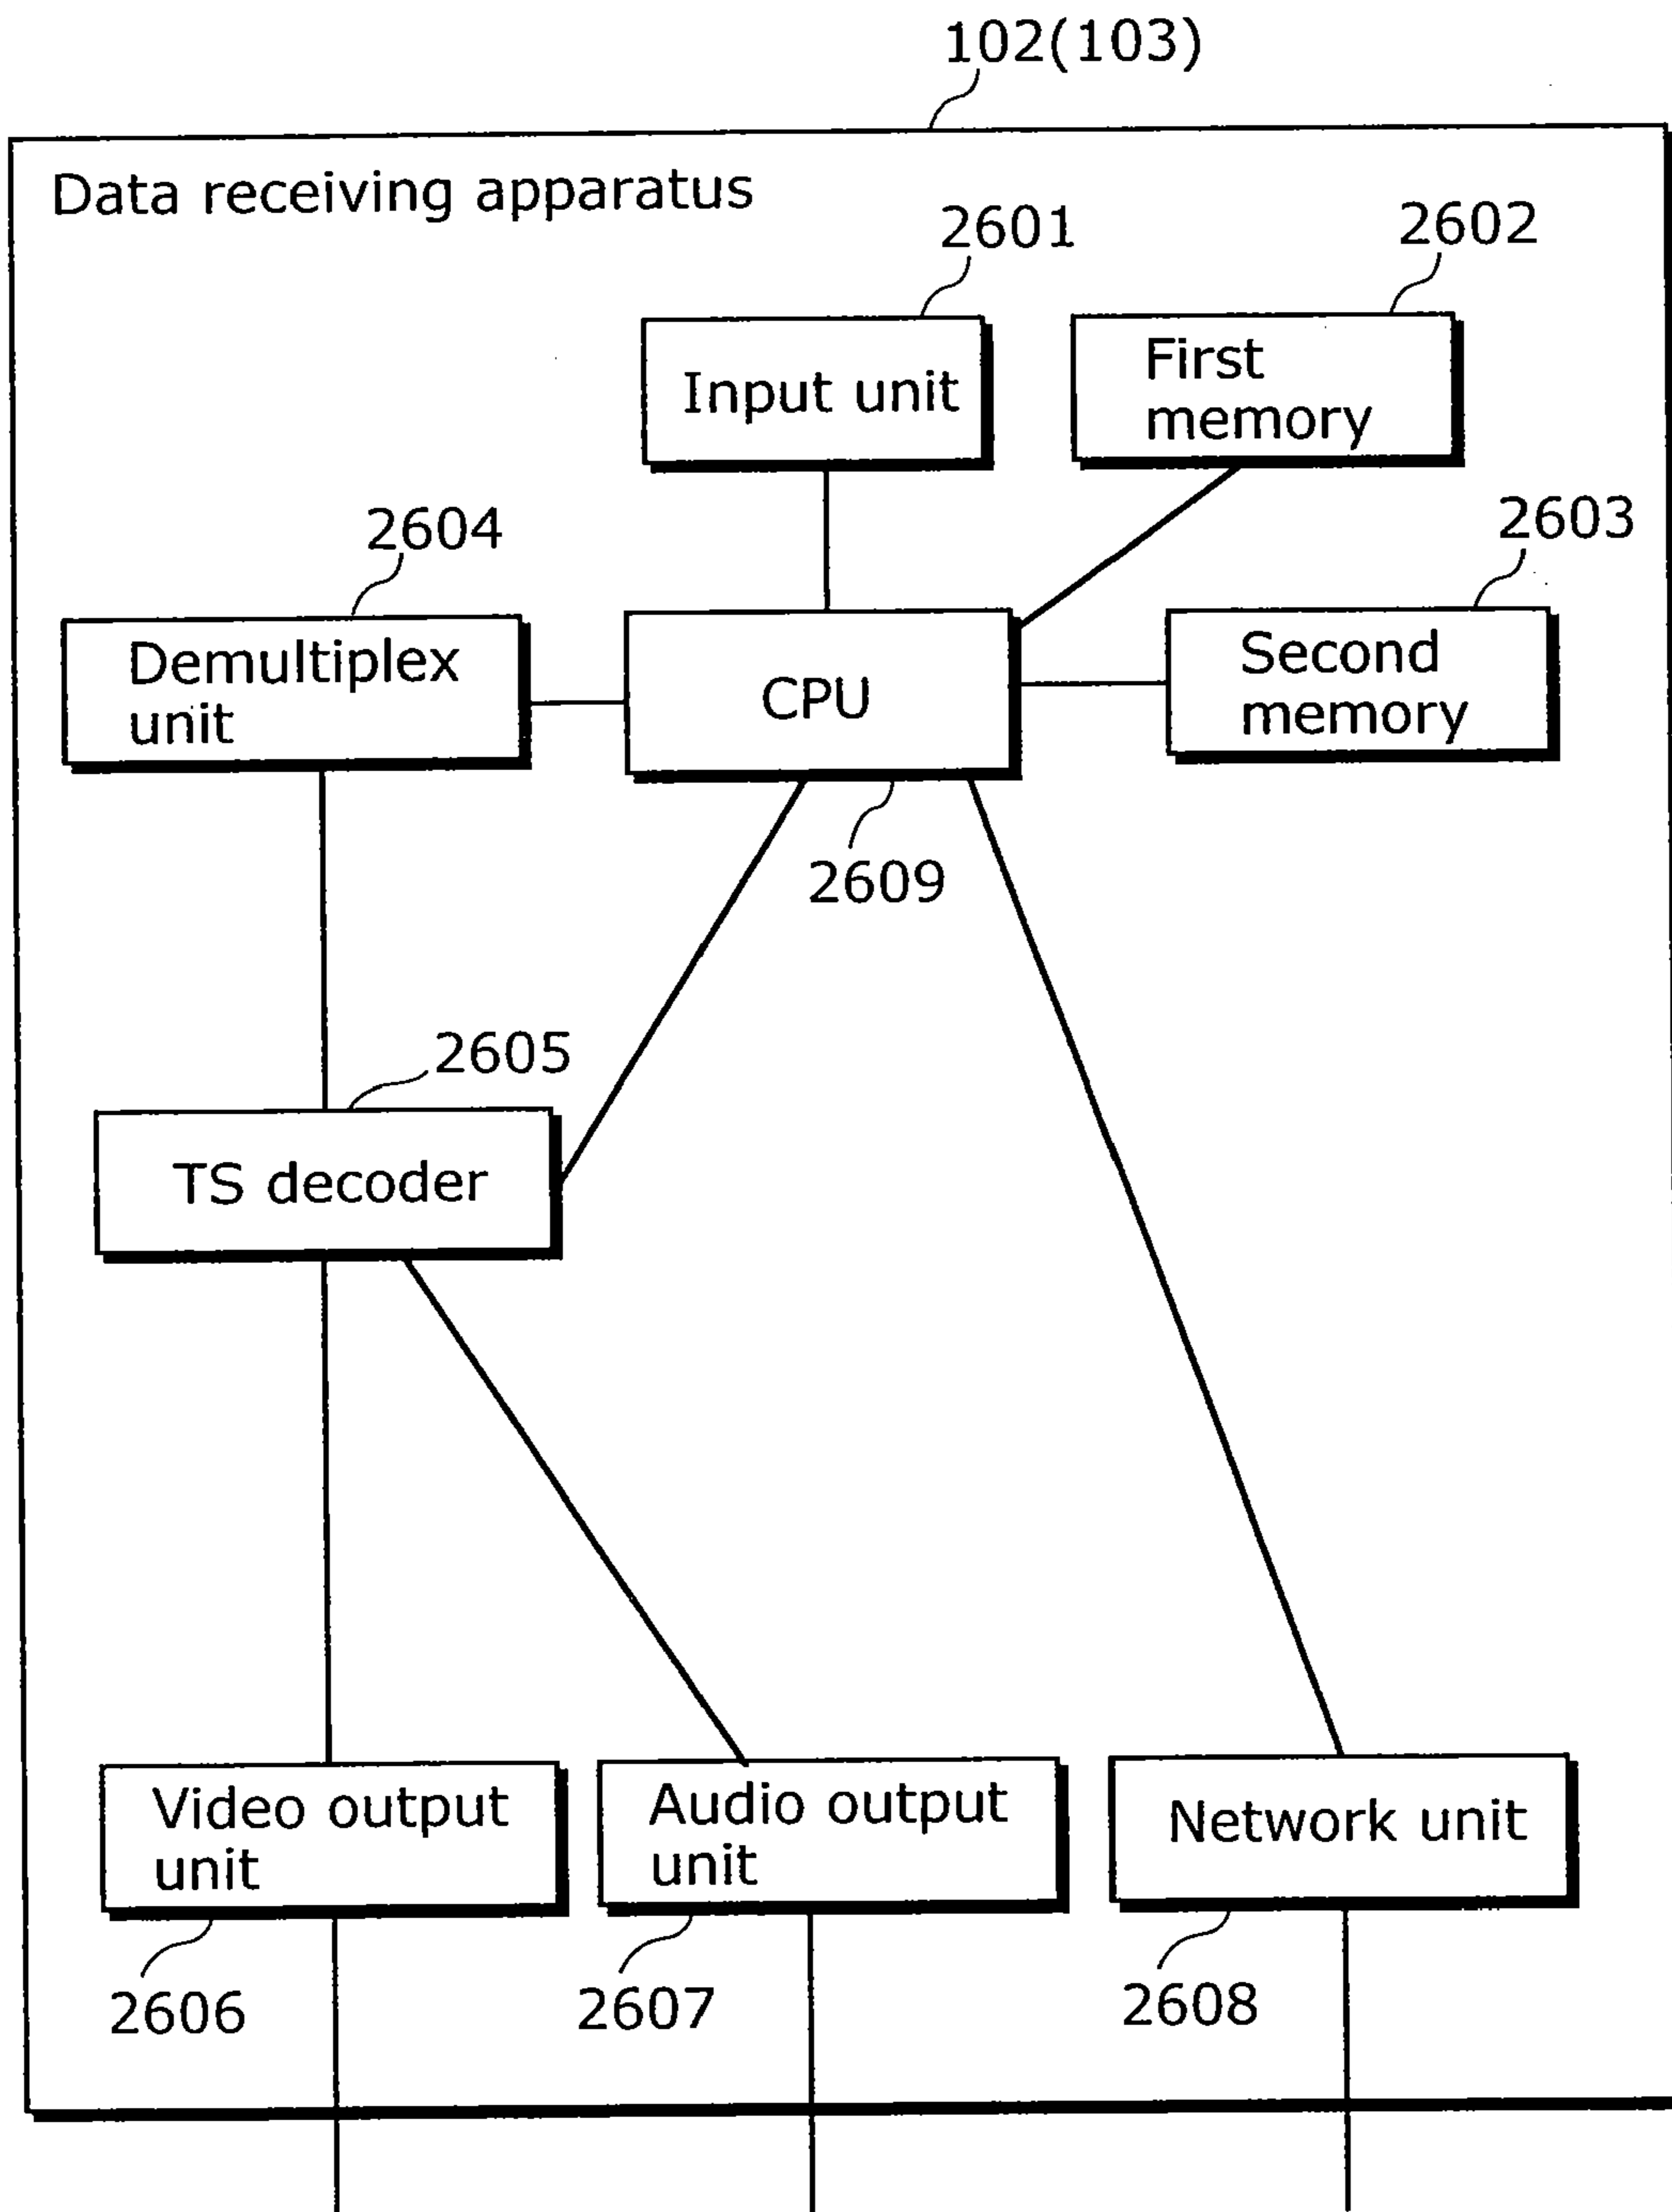 102(103)
Data receiving apparatus
2601
2602
Input unit
First
memory
2604
2603
Demultiplex
unit
CPU
Second
memory
2609
2605
TS decoder
Video output
unit
Audio output
unit
Network unit
2606
2607
2608